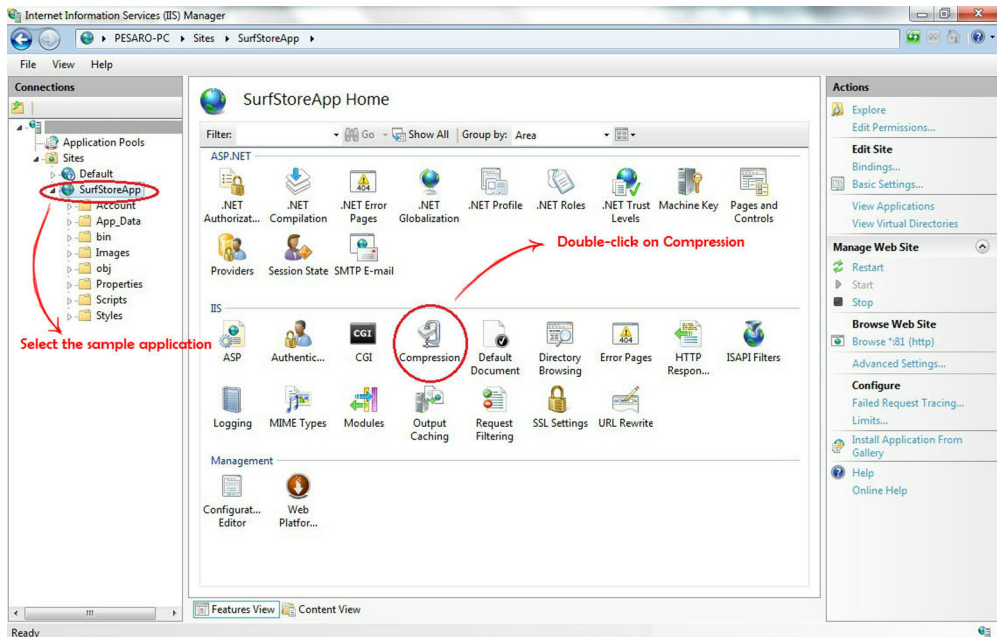 Internet Information Services (IIS) Manager
PESARO-PC ▸ Sites ▸ SurfStoreApp ▸
File View Help
Connections
Application Pools
Sites
Default
SurfStoreApp
Account
App_Data
bin
Images
obj
Properties
Scripts
Styles
Select the sample application
SurfStoreApp Home
Filter: Go Show All Group by: Area
ASP.NET
.NET Authorizat...
.NET Compilation
.NET Error Pages
.NET Globalization
.NET Profile
.NET Roles
.NET Trust Levels
Machine Key
Pages and Controls
Providers
Session State
SMTP E-mail
Double-click on Compression
IIS
ASP
Authentic...
CGI
CGI
Compression
Default Document
Directory Browsing
404
Error Pages
HTTP Respon...
ISAPI Filters
Logging
MIME Types
Modules
Output Caching
Request Filtering
SSL Settings
URL Rewrite
Management
Configurat... Editor
Web Platfor...
Features View
Content View
Actions
Explore
Edit Permissions...
Edit Site
Bindings...
Basic Settings...
View Applications
View Virtual Directories
Manage Web Site
Restart
Start
Stop
Browse Web Site
Browse *:81 (http)
Advanced Settings...
Configure
Failed Request Tracing...
Limits...
Install Application From Gallery
Help
Online Help
Ready